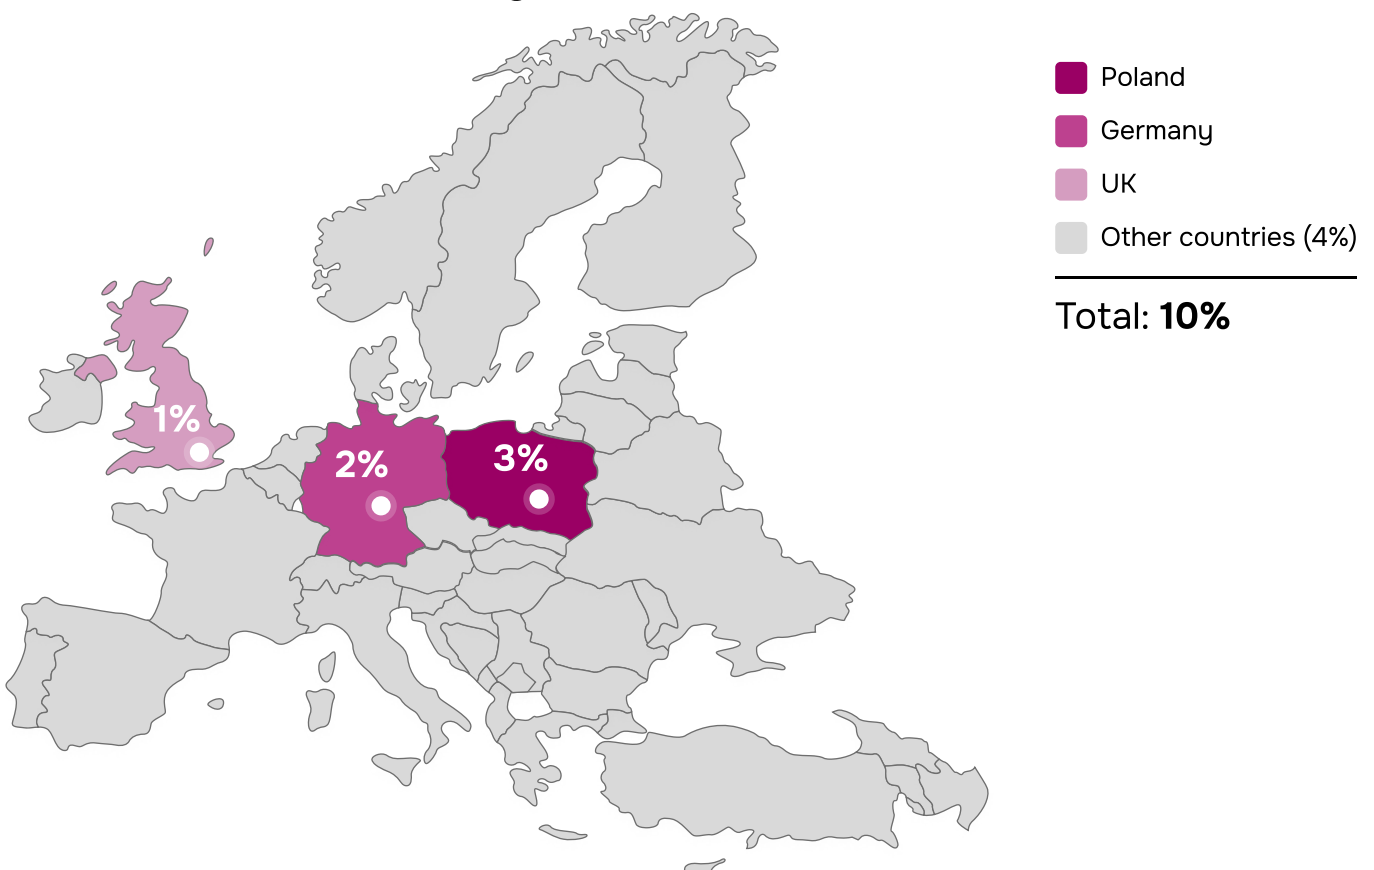 Poland
Germany
UK
Other countries (4%)
Total: 10%
1%
2%
3%